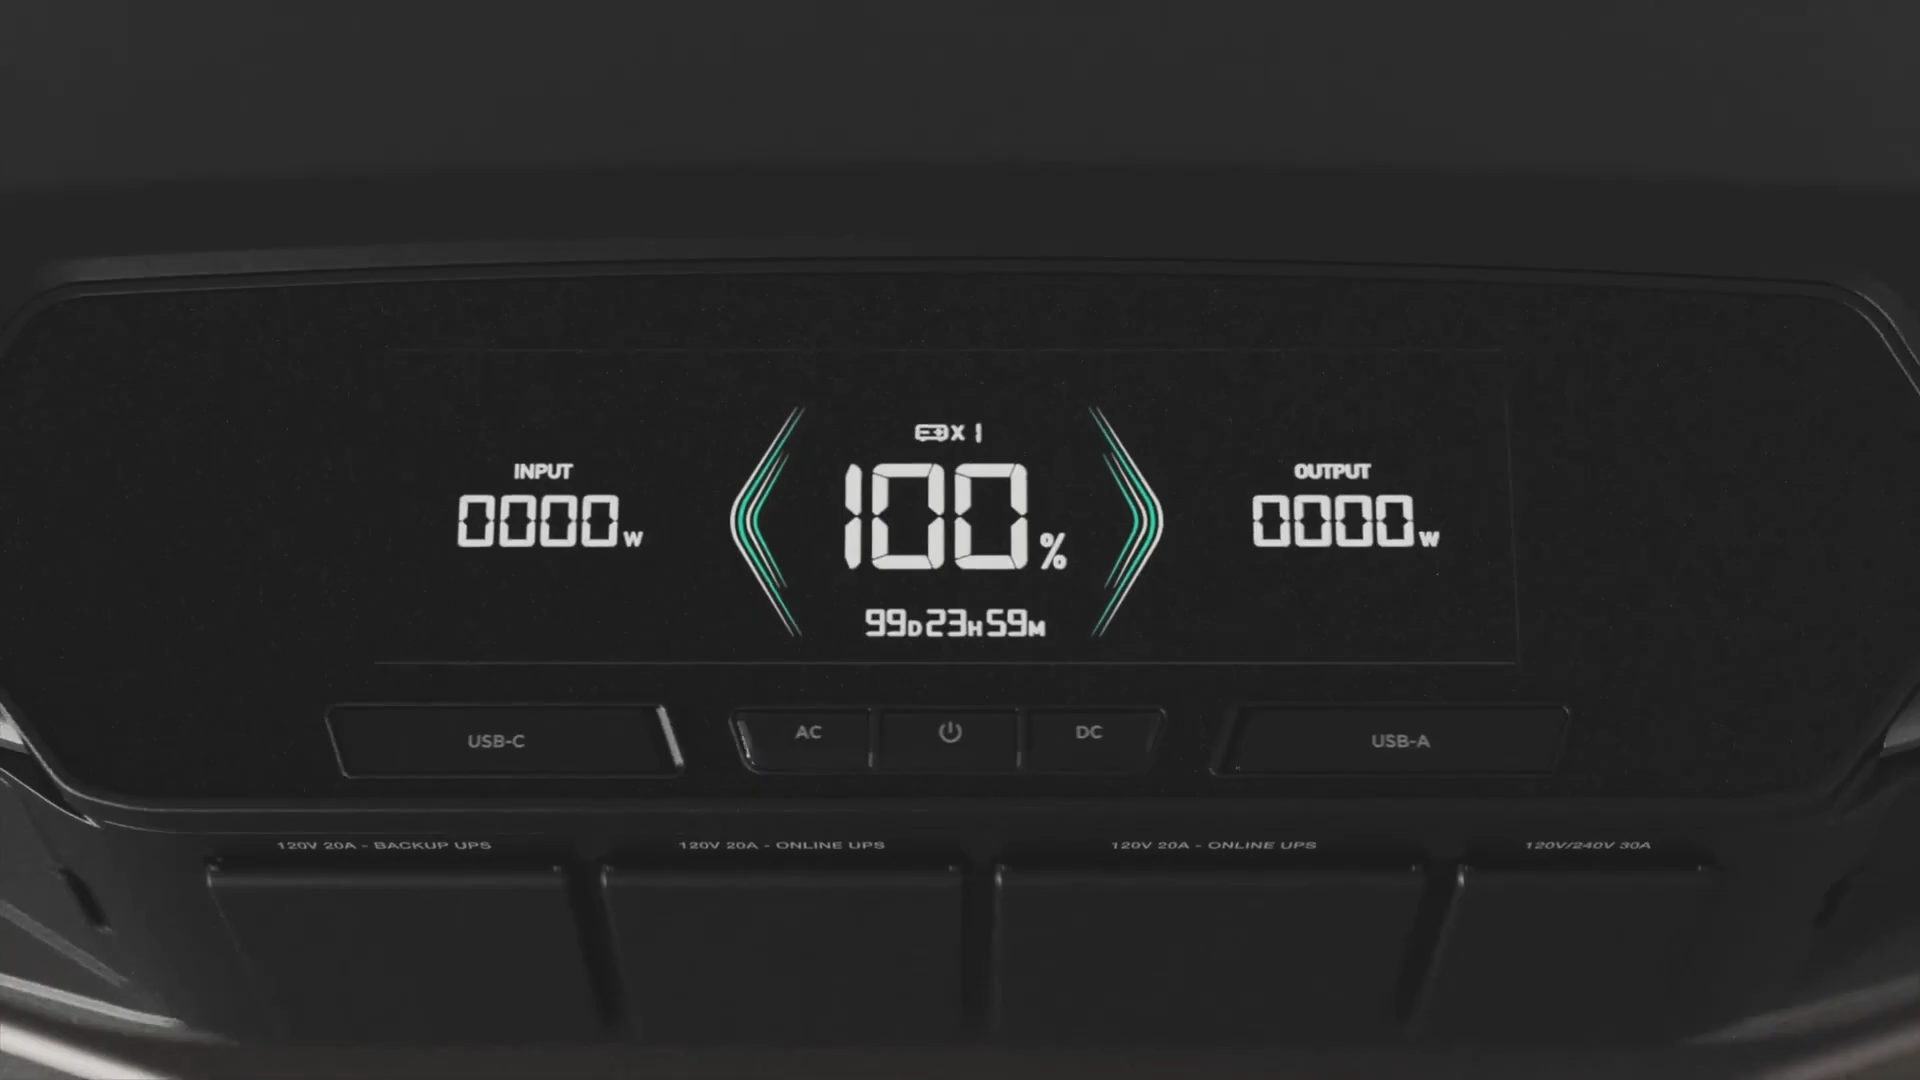 X 1
INPUT
0000W
100%
OUTPUT
0000W
99D23H59M
USB-C
AC
DC
USB-A
120V 20A - BACKUP UPS
120V 20A - ONLINE UPS
120V 20A - ONLINE UPS
120V/240V 30A